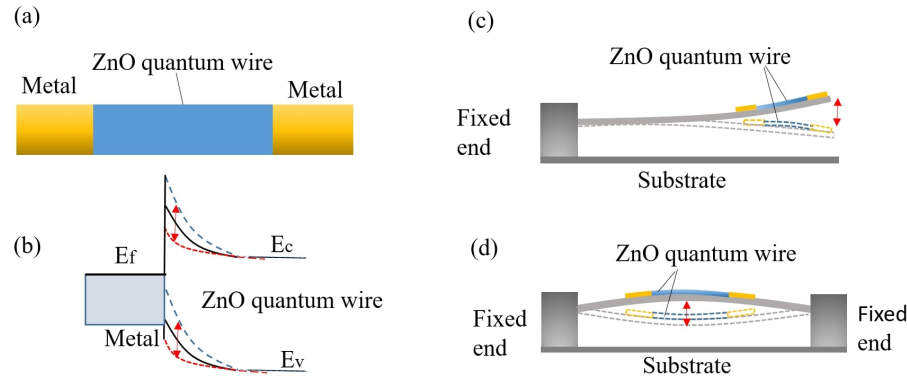 (a)
ZnO quantum wire
Metal
Metal
(b)
Ef
Ec
ZnO quantum wire
Metal
Ev
(c)
ZnO quantum wire
Fixed
end
Substrate
(d)
ZnO quantum wire
Fixed
end
Fixed
end
Substrate